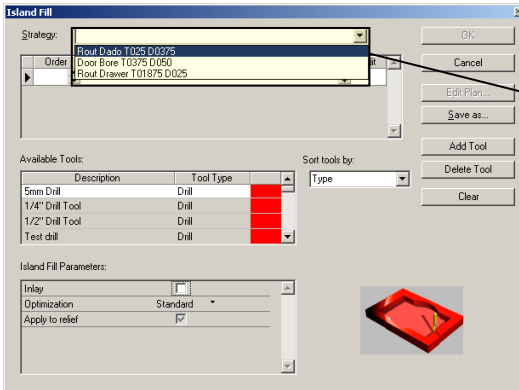 Island Fill
Strategy:
OK
Rout Dado T025 D0375
Door Bore T0375 D050
Rout Drawer T01875 D025
Order
Cancel
Edit Plan...
Save as...
Add Tool
Delete Tool
Clear
Available Tools:
Sort tools by:
Description Tool Type
Type
5mm Drill Drill
1/4" Drill Tool Drill
1/2" Drill Tool Drill
Test drill Drill
Island Fill Parameters:
Inlay
Optimization Standard
Apply to relief